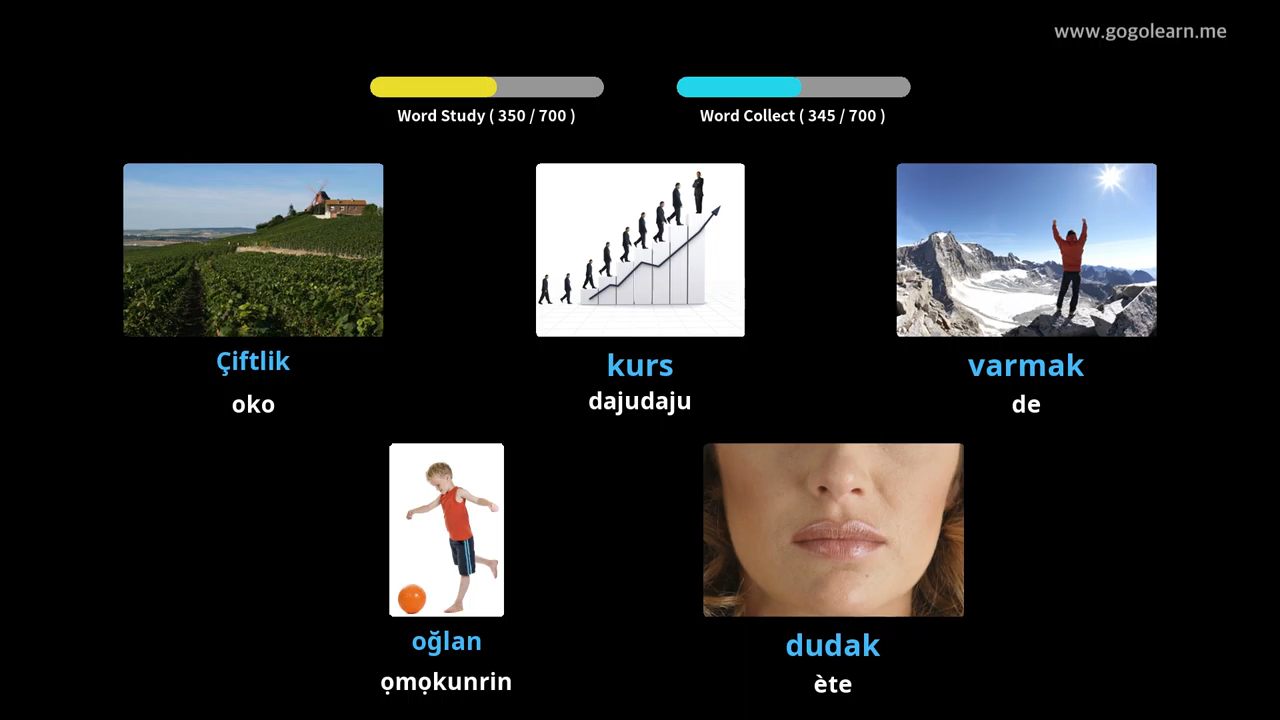 www.gogolearn.me
Word Study ( 350 / 700 )
Word Collect ( 345 / 700 )
Çiftlik
oko
kurs
dajudaju
varmak
de
oğlan
ọmọkunrin
dudak
ète